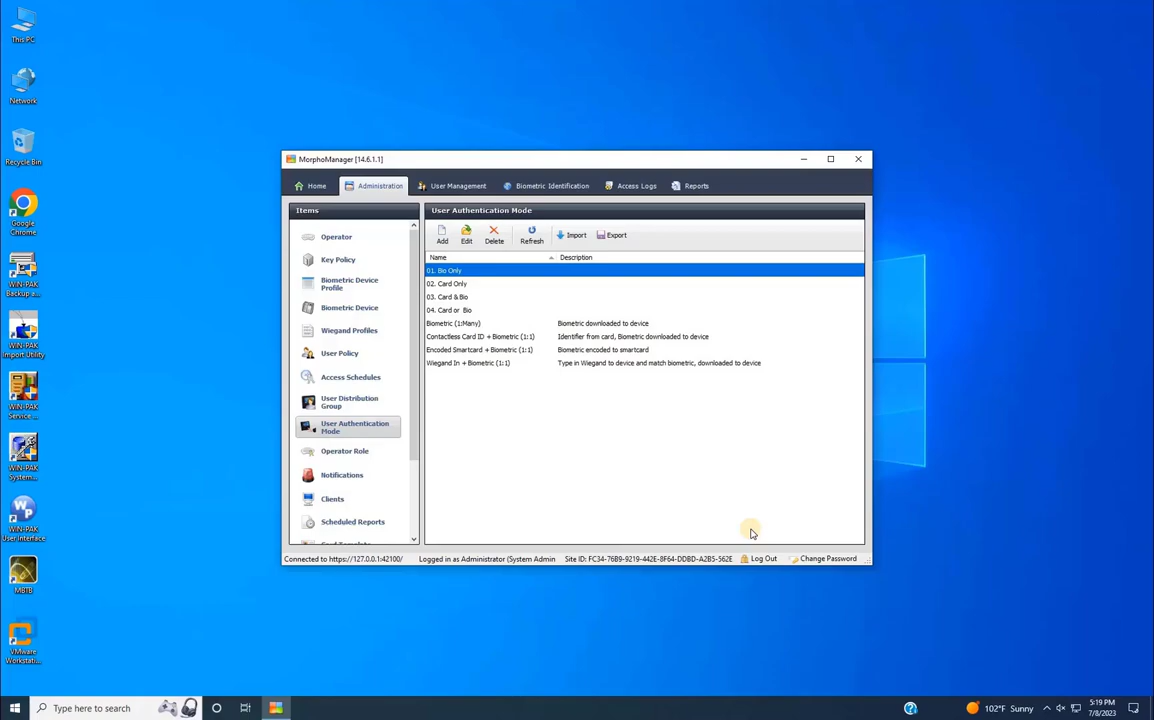 This PC
Network
Recycle Bin
Google
Chrome
WIN-PAK
Backup a...
WIN-PAK
Import Utility
WIN-PAK
Service ...
WIN-PAK
System...
WIN-PAK
User Interface
MBTB
VMware
Workstati...
MorphoManager [14.6.1.1]
Home Administration User Management Biometric Identification Access Logs Reports
Items
Operator
Key Policy
Biometric Device
Profile
Biometric Device
Wiegand Profiles
User Policy
Access Schedules
User Distribution
Group
User Authentication
Mode
Operator Role
Notifications
Clients
Scheduled Reports
Card Template
User Authentication Mode
Add Edit Delete Refresh Import Export
Name Description
01. Bio Only
02. Card Only
03. Card & Bio
04. Card or Bio
Biometric (1:Many) Biometric downloaded to device
Contactless Card ID + Biometric (1:1) Identifier from card, Biometric downloaded to device
Encoded Smartcard + Biometric (1:1) Biometric encoded to smartcard
Wiegand In + Biometric (1:1) Type in Wiegand to device and match biometric, downloaded to device
Connected to https://127.0.0.1:42100/ Logged in as Administrator (System Admin Site ID: FC34-76B9-9219-442E-8F64-DDBD-A2B5-562E Log Out Change Password
Type here to search
102°F Sunny
5:19 PM
7/8/2023